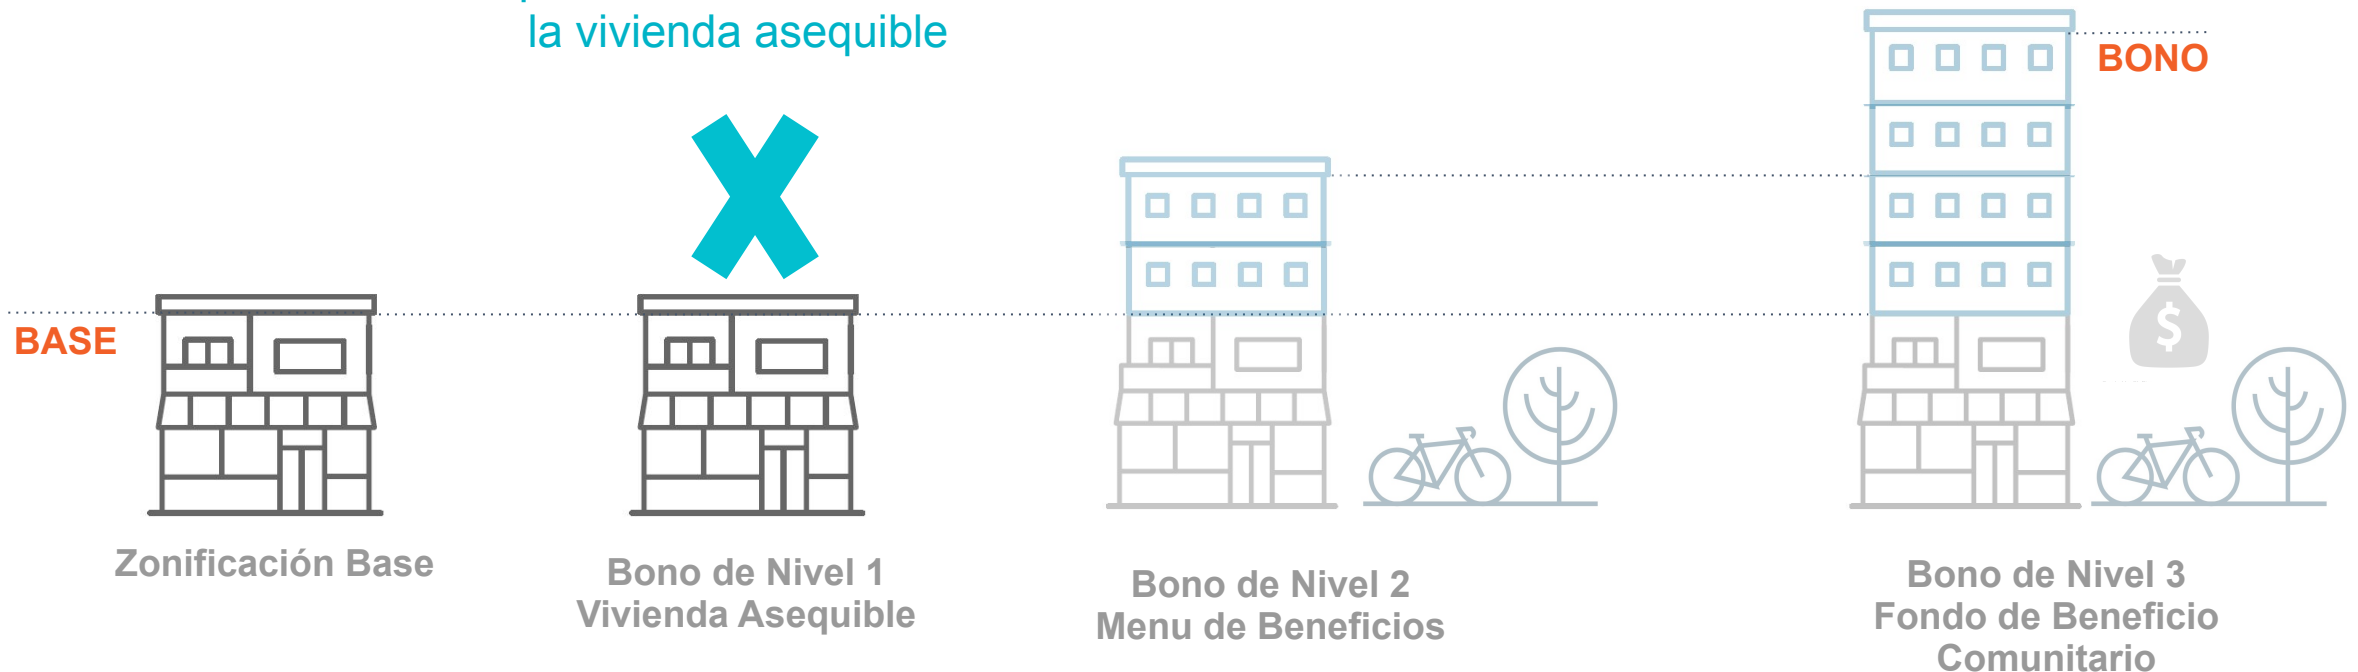 la vivienda asequible
BONO
BASE
$
Zonificación Base
Bono de Nivel 1
Vivienda Asequible
Bono de Nivel 2
Menu de Beneficios
Bono de Nivel 3
Fondo de Beneficio
Comunitario